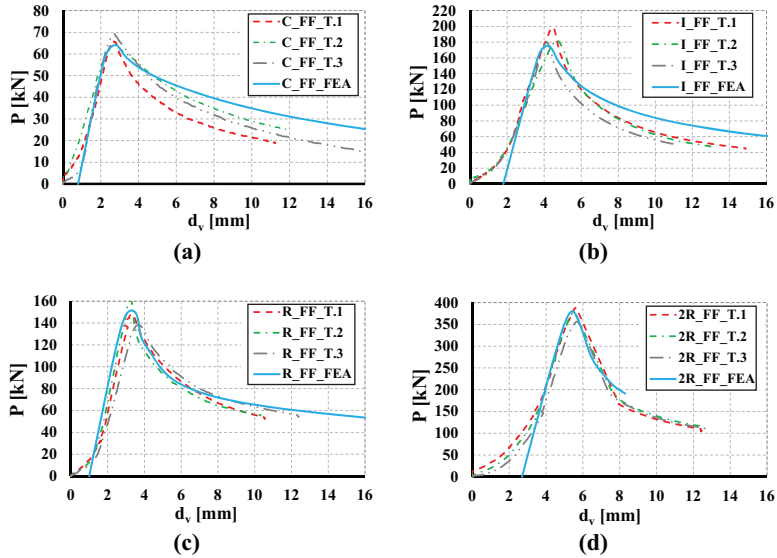 80
70
60
50
40
30
20
10
0
P [kN]
C_FF_T.1
C_FF_T.2
C_FF_T.3
C_FF_FEA
0 2 4 6 8 10 12 14 16
d_v [mm]
(a)
220
200
180
160
140
120
100
80
60
40
20
0
P [kN]
I_FF_T.1
I_FF_T.2
I_FF_T.3
I_FF_FEA
0 2 4 6 8 10 12 14 16
d_v [mm]
(b)
160
140
120
100
80
60
40
20
0
P [kN]
R_FF_T.1
R_FF_T.2
R_FF_T.3
R_FF_FEA
0 2 4 6 8 10 12 14 16
d_v [mm]
(c)
400
350
300
250
200
150
100
50
0
P [kN]
2R_FF_T.1
2R_FF_T.2
2R_FF_T.3
2R_FF_FEA
0 2 4 6 8 10 12 14 16
d_v [mm]
(d)